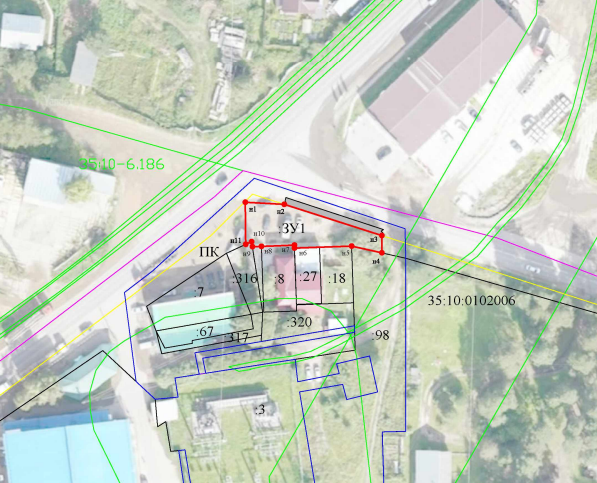 35:10-6.186
н1
н2
:ЗУ1
н10
н3
н11
н9
н8
н7
н6
н5
н4
ПК
:316
:8
:27
:18
:7
35:10:0102006
:67
:317
:320
:98
:3